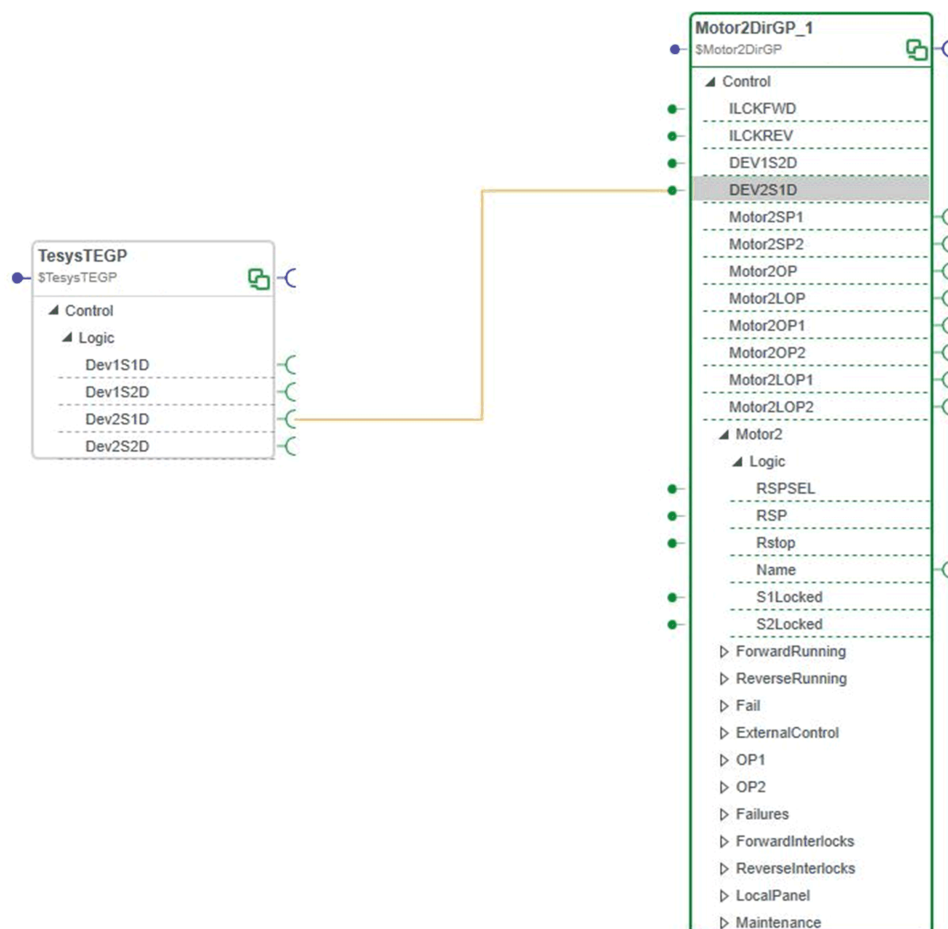 TesysTEGP
$TesysTEGP
Control
Logic
Dev1S1D
Dev1S2D
Dev2S1D
Dev2S2D
Motor2DirGP_1
$Motor2DirGP
Control
ILCKFWD
ILCKREV
DEV1S2D
DEV2S1D
Motor2SP1
Motor2SP2
Motor2OP
Motor2LOP
Motor2OP1
Motor2OP2
Motor2LOP1
Motor2LOP2
Motor2
Logic
RSPSEL
RSP
Rstop
Name
S1Locked
S2Locked
ForwardRunning
ReverseRunning
Fail
ExternalControl
OP1
OP2
Failures
ForwardInterlocks
ReverseInterlocks
LocalPanel
Maintenance